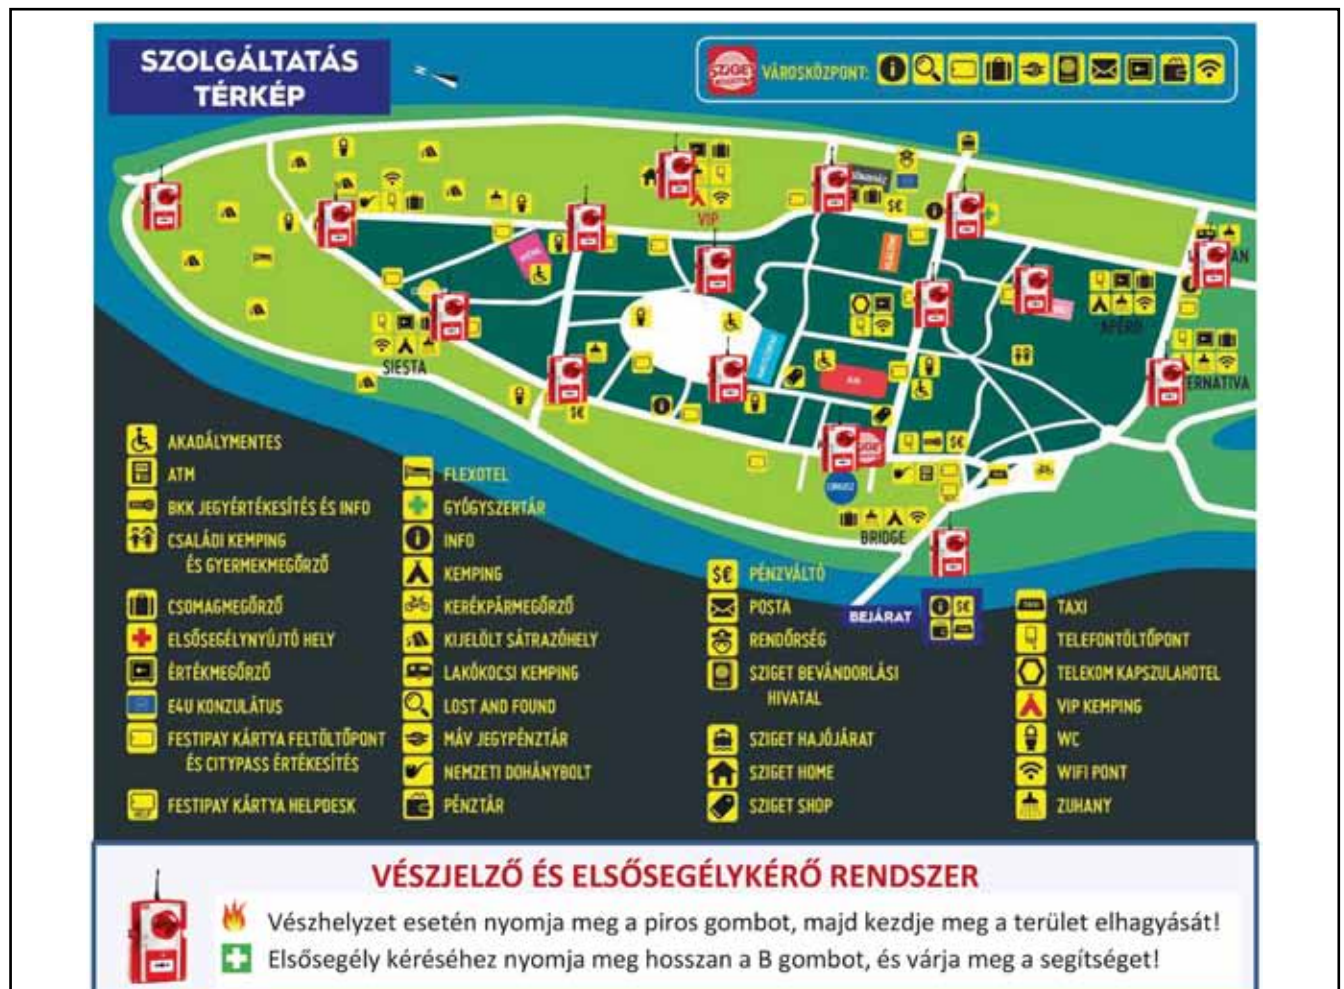 SZOLGÁLTATÁS
TÉRKÉP
SZIGET
VÁROSKÖZPONT:
VIP
SIESTA
APERO
BRIDGE
CIRKUSZ
BEJÁRAT
AKADÁLYMENTES
ATM
BKK JEGYÉRTÉKESÍTÉS ÉS INFO
CSALÁDI KEMPING
ÉS GYERMEKMEGŐRZŐ
CSOMAGMEGŐRZŐ
ELSŐSEGÉLYNYÚJTÓ HELY
ÉRTÉKMEGŐRZŐ
E4U KONZULÁTUS
FESTIPAY KÁRTYA FELTÖLTŐPONT
ÉS CITYPASS ÉRTÉKESÍTÉS
FESTIPAY KÁRTYA HELPDESK
FLEXOTEL
GYÓGYSZERTÁR
INFO
KEMPING
KERÉKPÁRMEGŐRZŐ
KIJELÖLT SÁTRAZÓHELY
LAKÓKOCSI KEMPING
LOST AND FOUND
MÁV JEGYPÉNZTÁR
NEMZETI DOHÁNYBOLT
PÉNZTÁR
$€ PÉNZVÁLTÓ
POSTA
RENDŐRSÉG
SZIGET BEVÁNDORLÁSI
HIVATAL
SZIGET HAJÓJÁRAT
SZIGET HOME
SZIGET SHOP
TAXI
TELEFONTÖLTŐPONT
TELEKOM KAPSZULAHOTEL
VIP KEMPING
WC
WIFI PONT
ZUHANY
VÉSZJELZŐ ÉS ELSŐSEGÉLYKÉRŐ RENDSZER
Vészhelyzet esetén nyomja meg a piros gombot, majd kezdje meg a terület elhagyását!
Elsősegély kéréséhez nyomja meg hosszan a B gombot, és várja meg a segítséget!